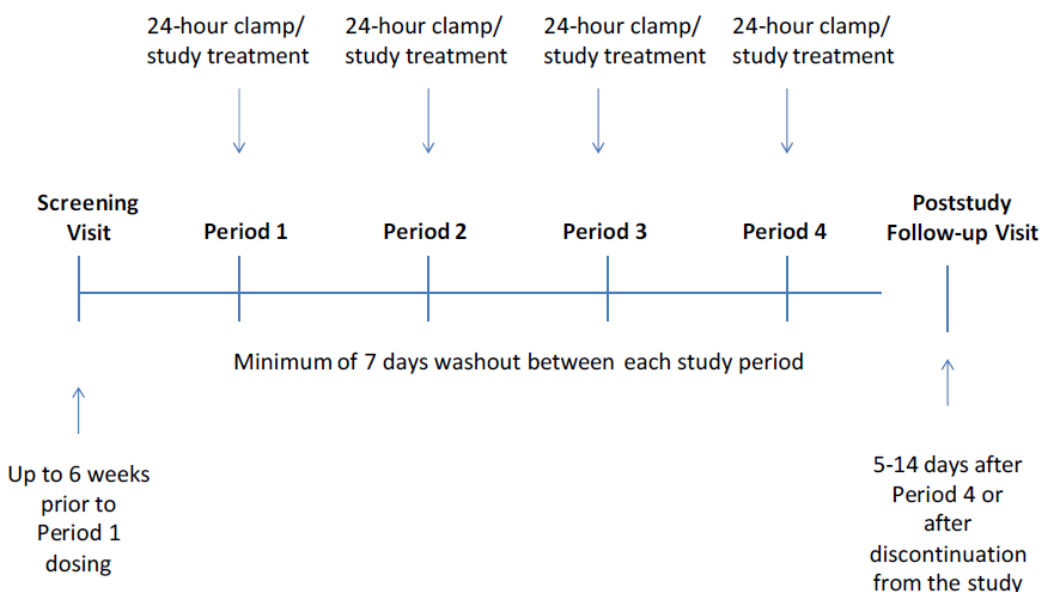 24-hour clamp/
study treatment
24-hour clamp/
study treatment
24-hour clamp/
study treatment
24-hour clamp/
study treatment
Screening
Visit
Period 1
Period 2
Period 3
Period 4
Poststudy
Follow-up Visit
Minimum of 7 days washout between each study period
Up to 6 weeks
prior to
Period 1
dosing
5-14 days after
Period 4 or
after
discontinuation
from the study